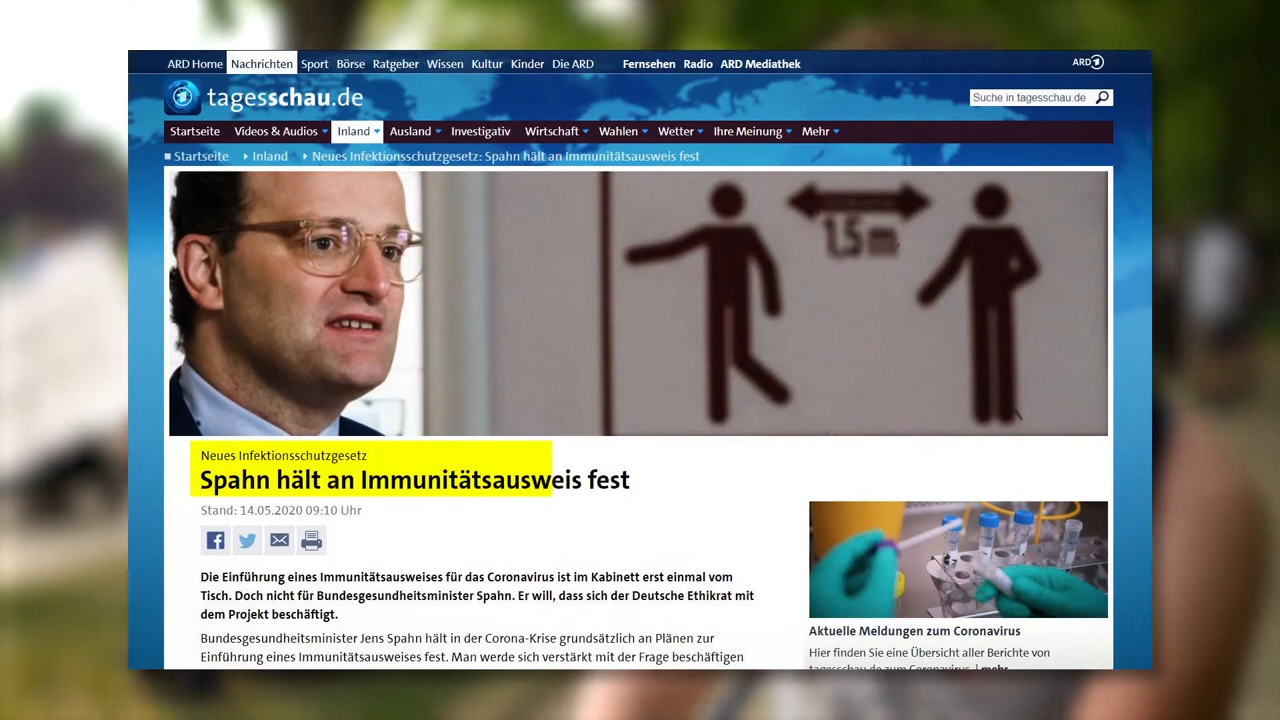 ARD Home Nachrichten Sport Börse Ratgeber Wissen Kultur Kinder Die ARD Fernsehen Radio ARD Mediathek ARD 1
tagesschau.de Suche in tagesschau.de
Startseite Videos & Audios Inland Ausland Investigativ Wirtschaft Wahlen Wetter Ihre Meinung Mehr
Startseite Inland Neues Infektionsschutzgesetz: Spahn hält an Immunitätsausweis fest
1,5 m
Neues Infektionsschutzgesetz
Spahn hält an Immunitätsausweis fest
Stand: 14.05.2020 09:10 Uhr
Die Einführung eines Immunitätsausweises für das Coronavirus ist im Kabinett erst einmal vom
Tisch. Doch nicht für Bundesgesundheitsminister Spahn. Er will, dass sich der Deutsche Ethikrat mit
dem Projekt beschäftigt.
Bundesgesundheitsminister Jens Spahn hält in der Corona-Krise grundsätzlich an Plänen zur
Einführung eines Immunitätsausweises fest. Man werde sich verstärkt mit der Frage beschäftigen
Aktuelle Meldungen zum Coronavirus
Hier finden Sie eine Übersicht aller Berichte von
tagesschau.de zum Coronavirus. | mehr